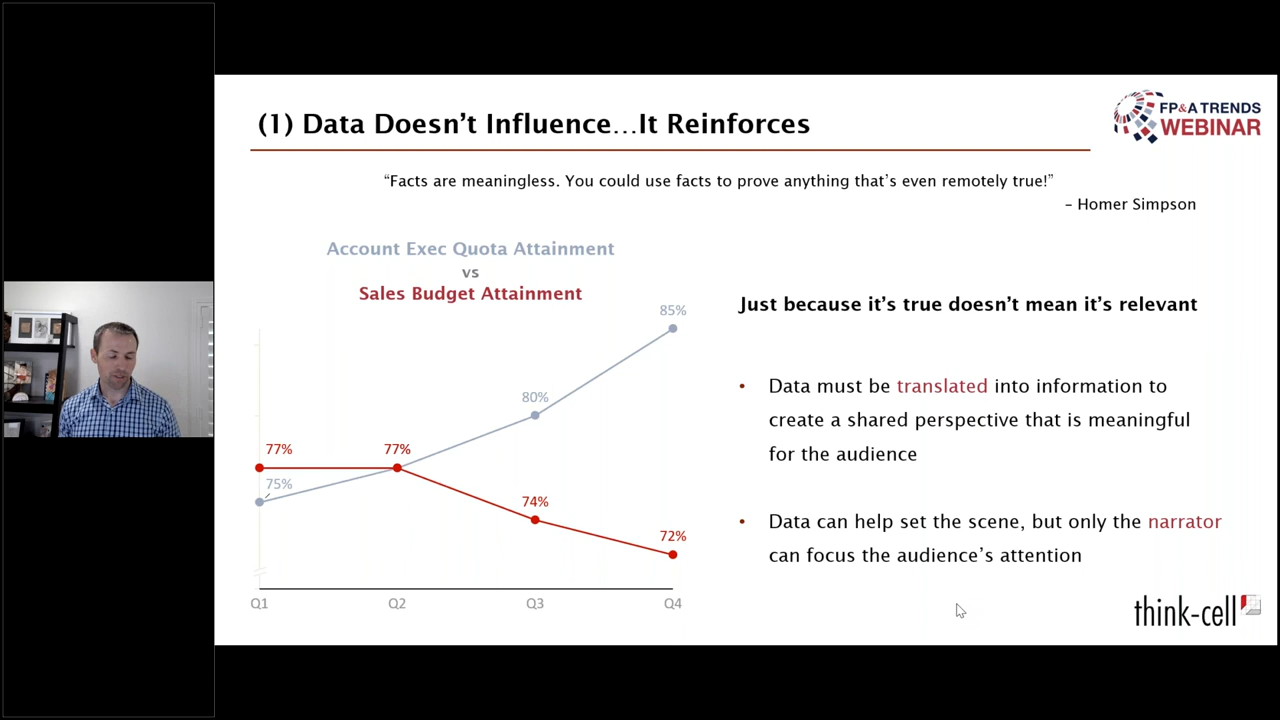 (1) Data Doesn’t Influence…It Reinforces
FP&A TRENDS
WEBINAR
“Facts are meaningless. You could use facts to prove anything that’s even remotely true!”
– Homer Simpson
Account Exec Quota Attainment
vs
Sales Budget Attainment
85%
80%
77%
77%
75%
74%
72%
Q1
Q2
Q3
Q4
Just because it’s true doesn’t mean it’s relevant
• Data must be translated into information to
create a shared perspective that is meaningful
for the audience
• Data can help set the scene, but only the narrator
can focus the audience’s attention
think-cell